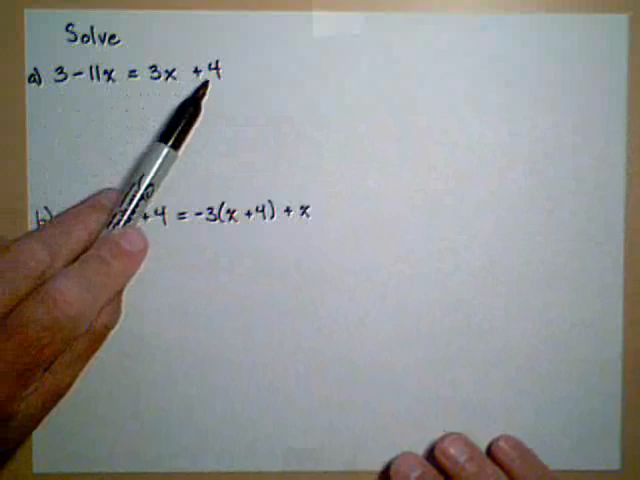 Solve
a) 3 - 11x = 3x + 4
b) + 4 = -3(x + 4) + x